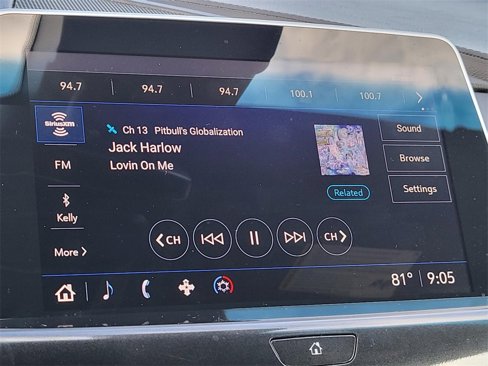 94.7 94.7 94.7 100.1 100.7
SiriusXM
Ch 13 Pitbull's Globalization
Jack Harlow
Lovin On Me
Sound
Browse
Settings
Related
FM
Kelly
More
CH
CH
81° 9:05